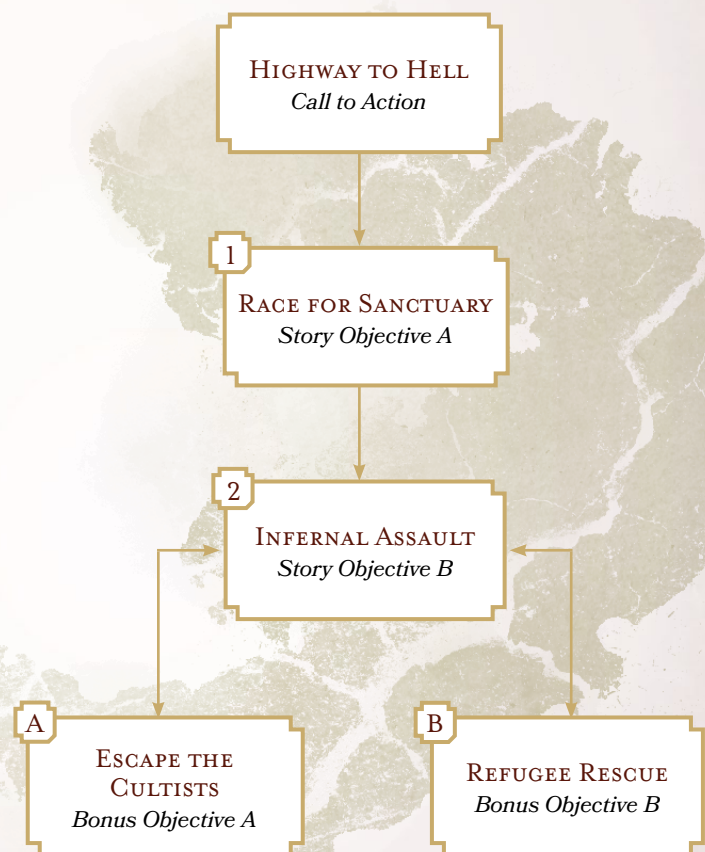 Highway to Hell
Call to Action
1
Race for Sanctuary
Story Objective A
2
Infernal Assault
Story Objective B
A
Escape the
Cultists
Bonus Objective A
B
Refugee Rescue
Bonus Objective B